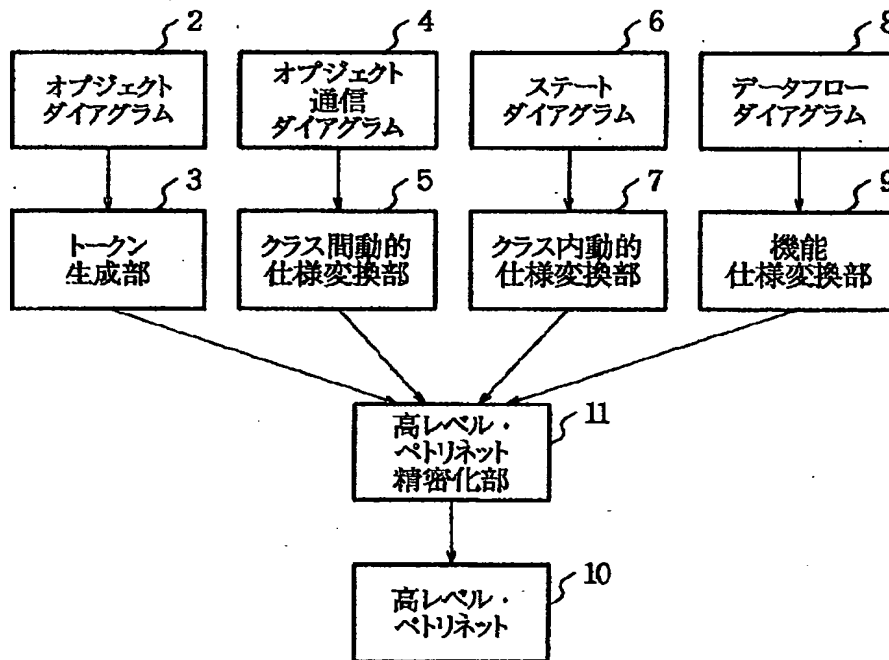 2
オブジェクト
ダイアグラム
4
オブジェクト
通信
ダイアグラム
6
ステート
ダイアグラム
8
データフロー
ダイアグラム
3
トークン
生成部
5
クラス間動的
仕様変換部
7
クラス内動的
仕様変換部
9
機能
仕様変換部
11
高レベル・
ペトリネット
精密化部
10
高レベル・
ペトリネット